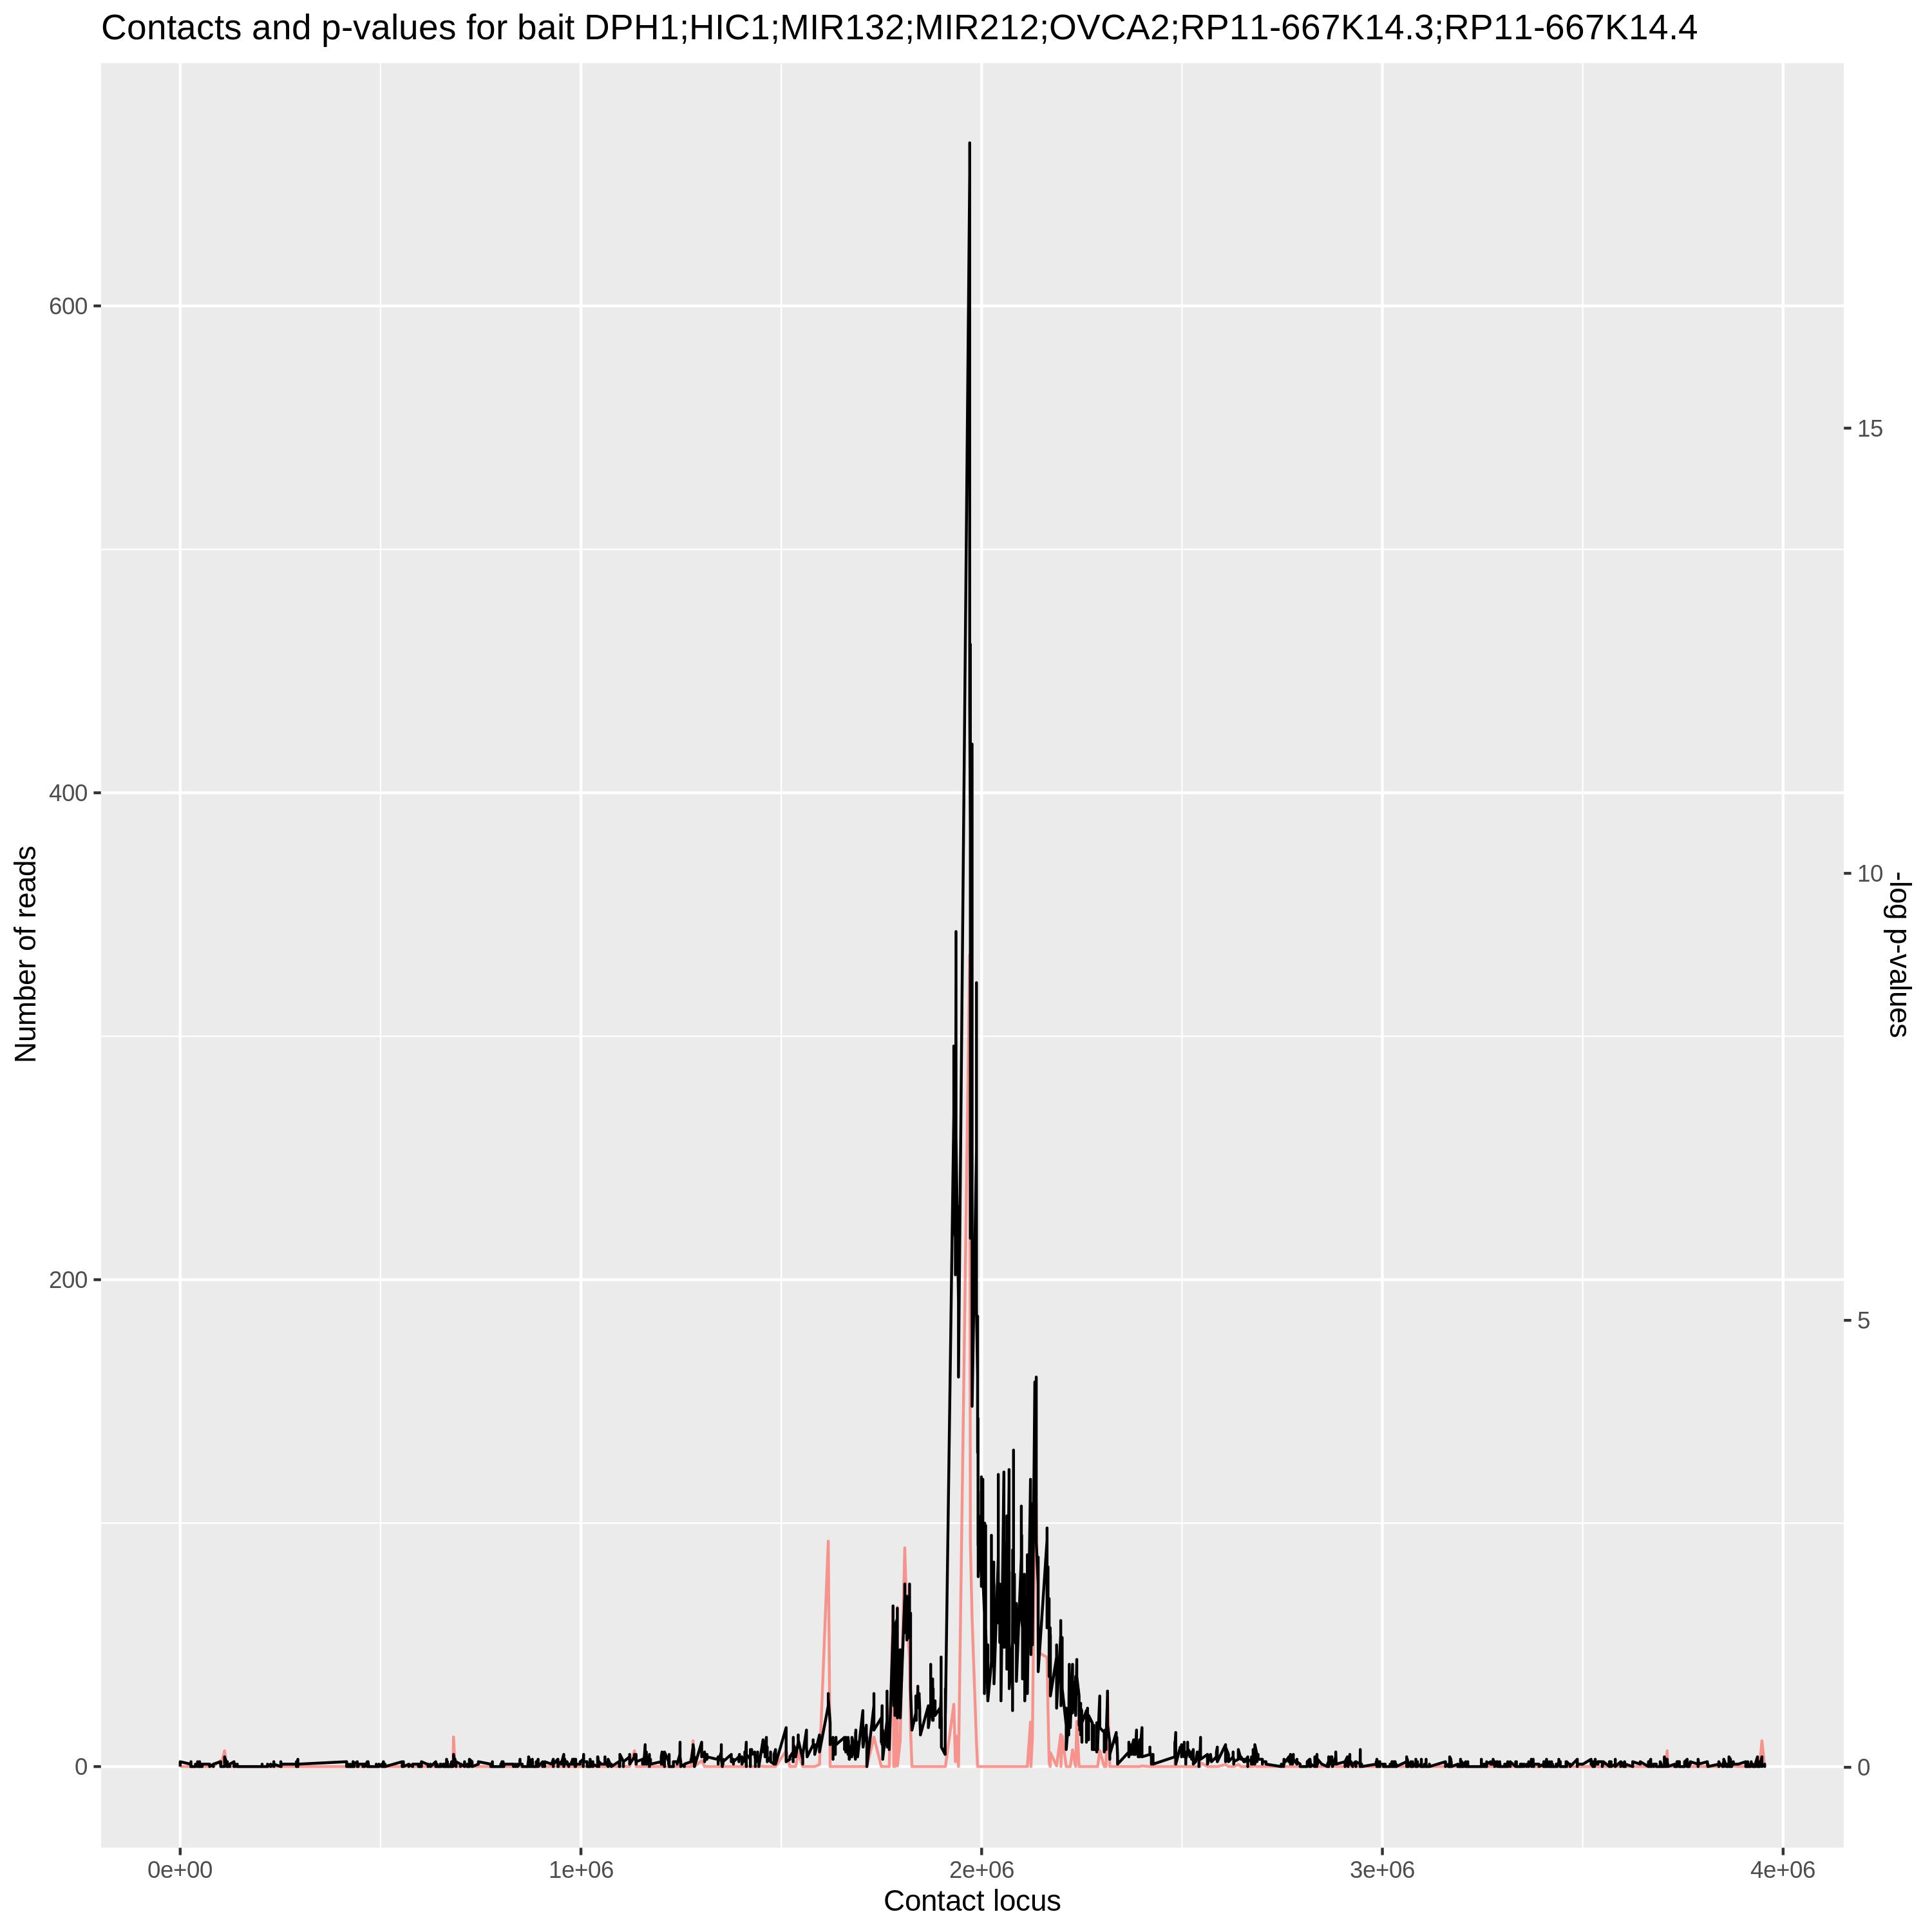 Contacts and p-values for bait DPH1;HIC1;MIR132;MIR212;OVCA2;RP11-667K14.3;RP11-667K14.4
600
400
200
0
Number of reads
15
10
5
0
-log p-values
0e+00
1e+06
2e+06
3e+06
4e+06
Contact locus